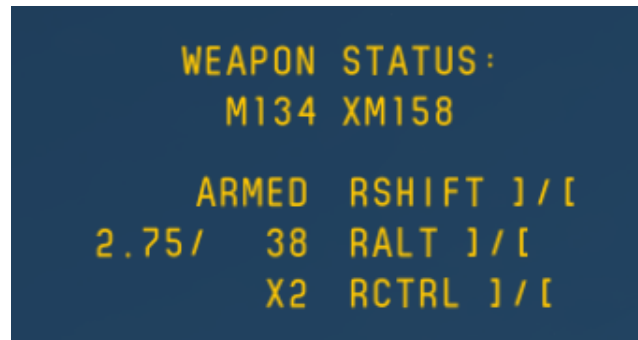 WEAPON STATUS:
M134 XM158
ARMED RSHIFT ]/[
2.75/ 38 RALT ]/[
X2 RCTRL ]/[